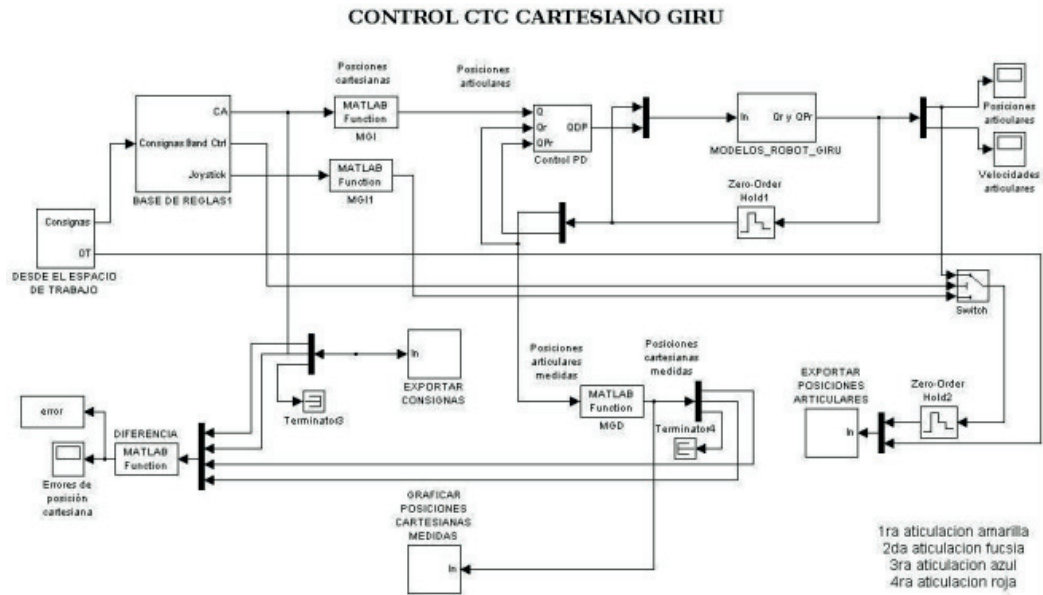 CONTROL CTC CARTESIANO GIRU
Posciones
cartesianas
Posiciones
articulares
CA
Consignas Band Ctrl
Joystick
BASE DE REGLAS1
MATLAB
Function
MGI
MATLAB
Function
MGI1
Q
Qr
QPr
QDP
Control PD
In
Qr y QPr
MODELOS_ROBOT_GIRU
Posiciones
articulares
Velocidades
articulares
Zero-Order
Hold1
Consignas
OT
DESDE EL ESPACIO
DE TRABAJO
Switch
In
EXPORTAR
CONSIGNAS
Terminator3
Posiciones
articulares
medidas
Posiciones
cartesianas
medidas
MATLAB
Function
MGD
Terminator4
EXPORTAR
POSICIONES
ARTICULARES
In
Zero-Order
Hold2
error
DIFERENCIA
MATLAB
Function
Errores de
posición
cartesiana
GRAFICAR
POSICIONES
CARTESIANAS
MEDIDAS
In
1ra aticulacion amarilla
2da aticulacion fucsia
3ra aticulacion azul
4ra aticulacion roja